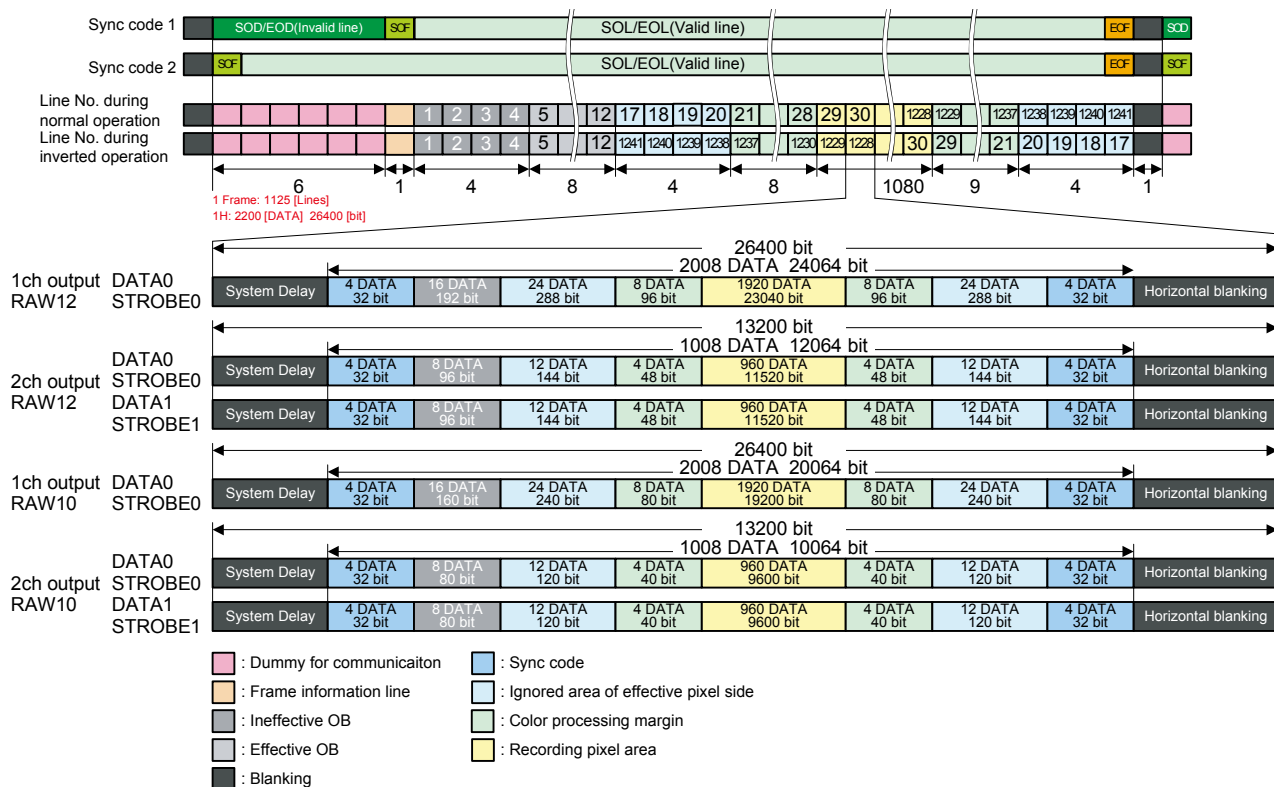 Sync code 1 SOD/EOD(Invalid line) SOF SOL/EOL(Valid line) EOF SOD
Sync code 2 SOF SOL/EOL(Valid line) EOF SOF
Line No. during
normal operation 1 2 3 4 5 12 17 18 19 20 21 28 29 30 1228 1229 1237 1238 1239 1240 1241
Line No. during
inverted operation 1 2 3 4 5 12 1241 1240 1239 1238 1237 1230 1229 1228 30 29 21 20 19 18 17
6 1 4 8 4 8 1080 9 4 1
1 Frame: 1125 [Lines]
1H: 2200 [DATA] 26400 [bit]
26400 bit
2008 DATA 24064 bit
1ch output DATA0
RAW12 STROBE0
System Delay 4 DATA 16 DATA 24 DATA 8 DATA 1920 DATA 8 DATA 24 DATA 4 DATA Horizontal blanking
32 bit 192 bit 288 bit 96 bit 23040 bit 96 bit 288 bit 32 bit
13200 bit
1008 DATA 12064 bit
2ch output
RAW12
DATA0
STROBE0
System Delay 4 DATA 8 DATA 12 DATA 4 DATA 960 DATA 4 DATA 12 DATA 4 DATA Horizontal blanking
32 bit 96 bit 144 bit 48 bit 11520 bit 48 bit 144 bit 32 bit
DATA1
STROBE1
System Delay 4 DATA 8 DATA 12 DATA 4 DATA 960 DATA 4 DATA 12 DATA 4 DATA Horizontal blanking
32 bit 96 bit 144 bit 48 bit 11520 bit 48 bit 144 bit 32 bit
26400 bit
2008 DATA 20064 bit
1ch output DATA0
RAW10 STROBE0
System Delay 4 DATA 16 DATA 24 DATA 8 DATA 1920 DATA 8 DATA 24 DATA 4 DATA Horizontal blanking
32 bit 160 bit 240 bit 80 bit 19200 bit 80 bit 240 bit 32 bit
13200 bit
1008 DATA 10064 bit
2ch output
RAW10
DATA0
STROBE0
System Delay 4 DATA 8 DATA 12 DATA 4 DATA 960 DATA 4 DATA 12 DATA 4 DATA Horizontal blanking
32 bit 80 bit 120 bit 40 bit 9600 bit 40 bit 120 bit 32 bit
DATA1
STROBE1
System Delay 4 DATA 8 DATA 12 DATA 4 DATA 960 DATA 4 DATA 12 DATA 4 DATA Horizontal blanking
32 bit 80 bit 120 bit 40 bit 9600 bit 40 bit 120 bit 32 bit
: Dummy for communicaiton
: Frame information line
: Ineffective OB
: Effective OB
: Blanking
: Sync code
: Ignored area of effective pixel side
: Color processing margin
: Recording pixel area